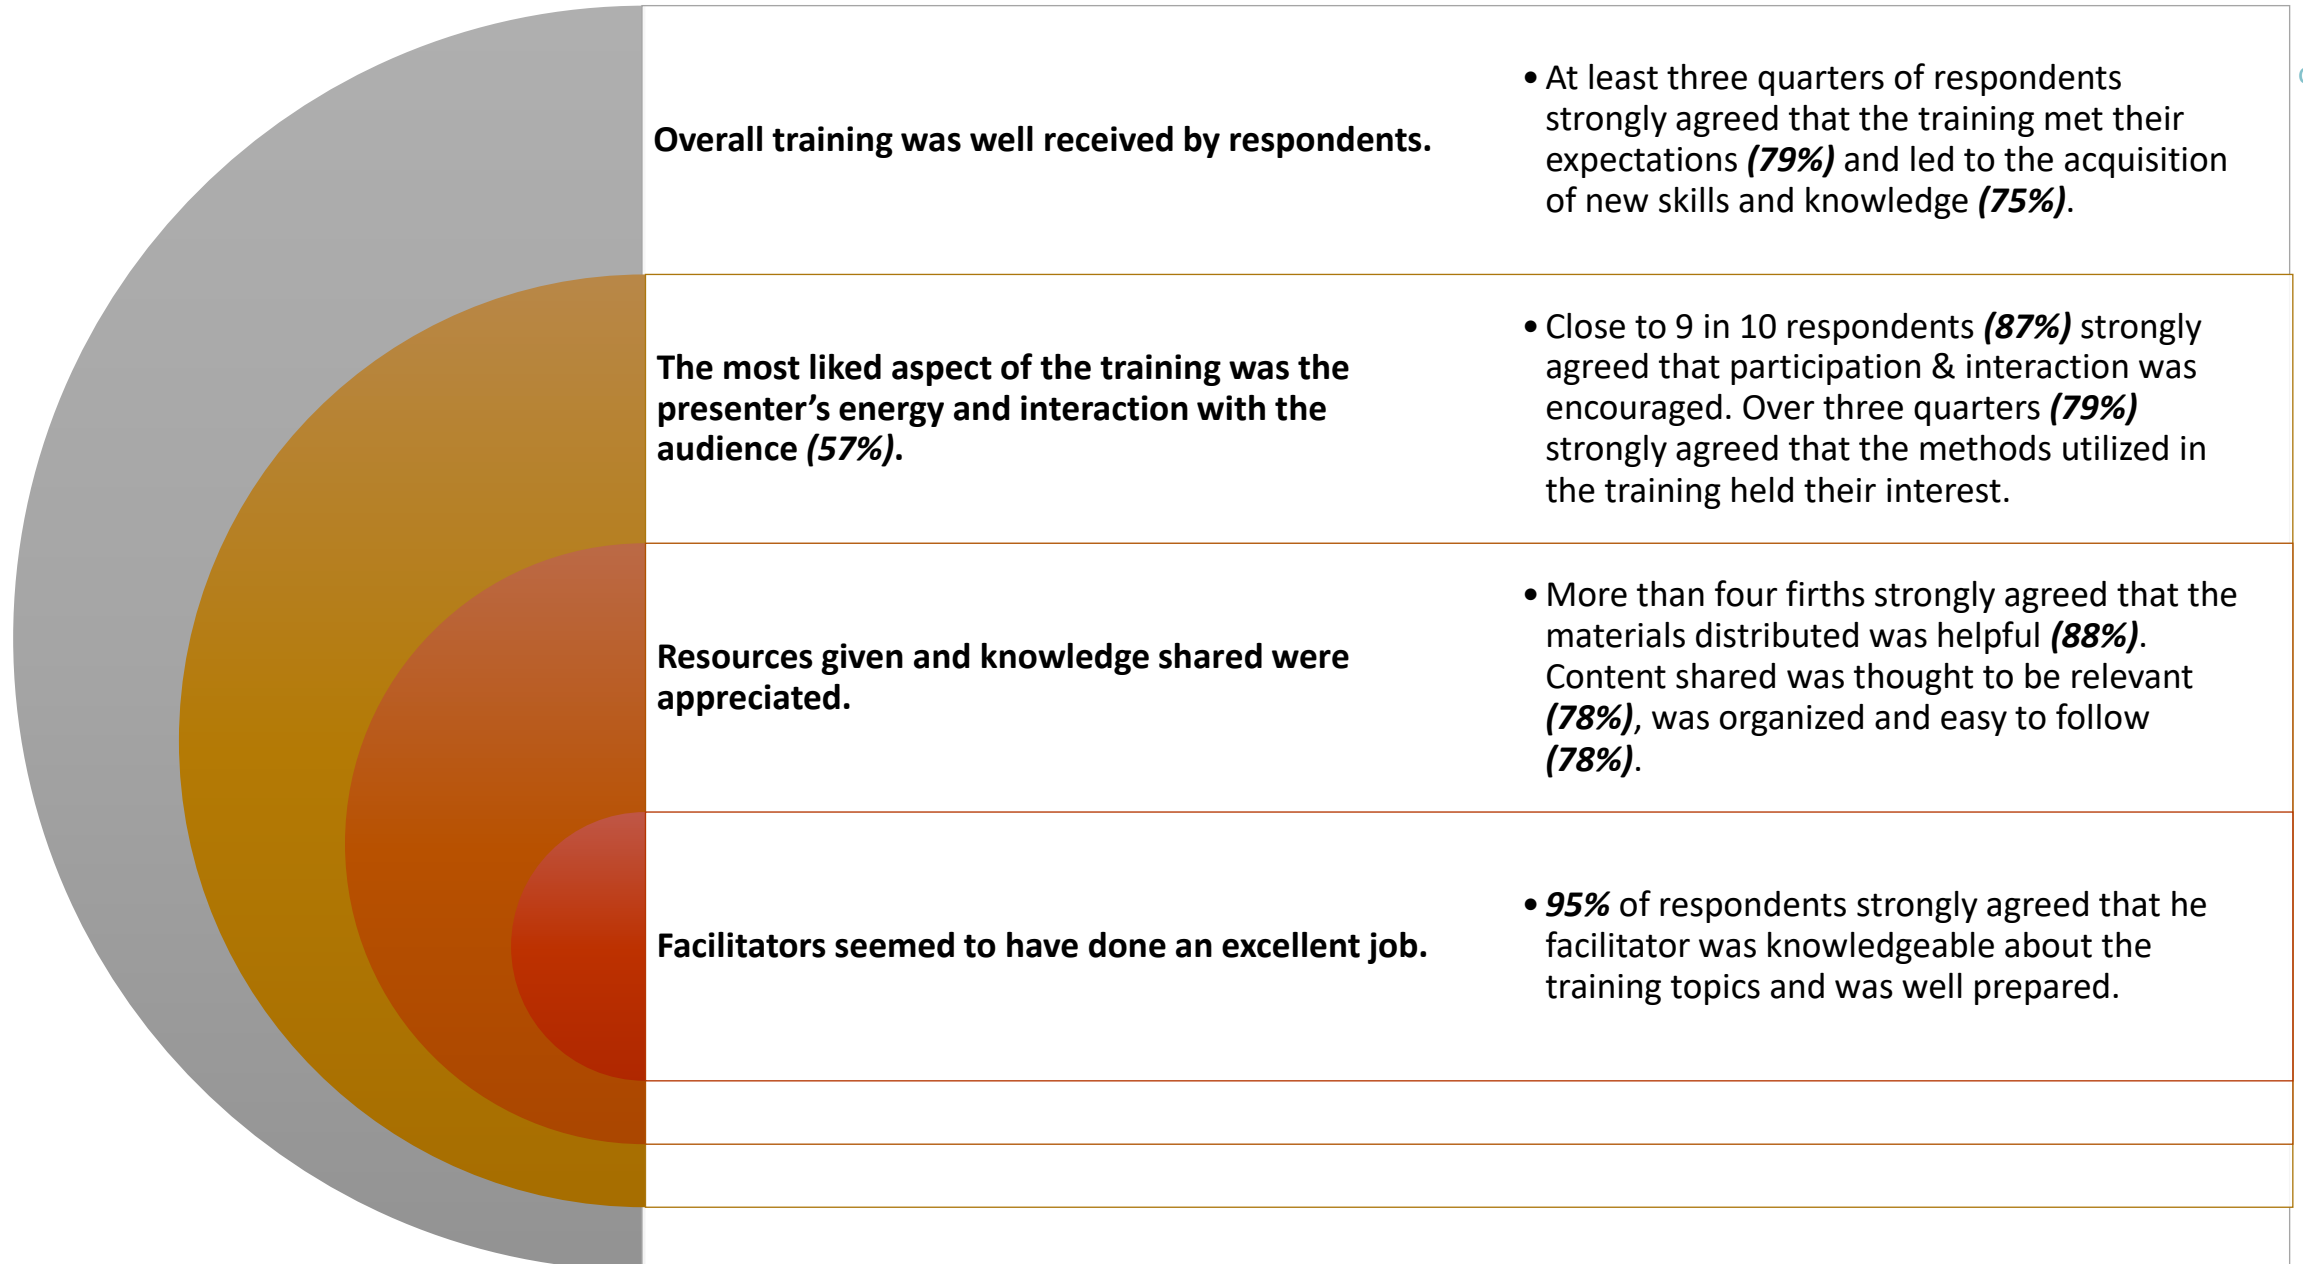 Overall training was well received by respondents.
• At least three quarters of respondents
strongly agreed that the training met their
expectations (79%) and led to the acquisition
of new skills and knowledge (75%).
The most liked aspect of the training was the
presenter’s energy and interaction with the
audience (57%).
• Close to 9 in 10 respondents (87%) strongly
agreed that participation & interaction was
encouraged. Over three quarters (79%)
strongly agreed that the methods utilized in
the training held their interest.
Resources given and knowledge shared were
appreciated.
• More than four firths strongly agreed that the
materials distributed was helpful (88%).
Content shared was thought to be relevant
(78%), was organized and easy to follow
(78%).
Facilitators seemed to have done an excellent job.
• 95% of respondents strongly agreed that he
facilitator was knowledgeable about the
training topics and was well prepared.